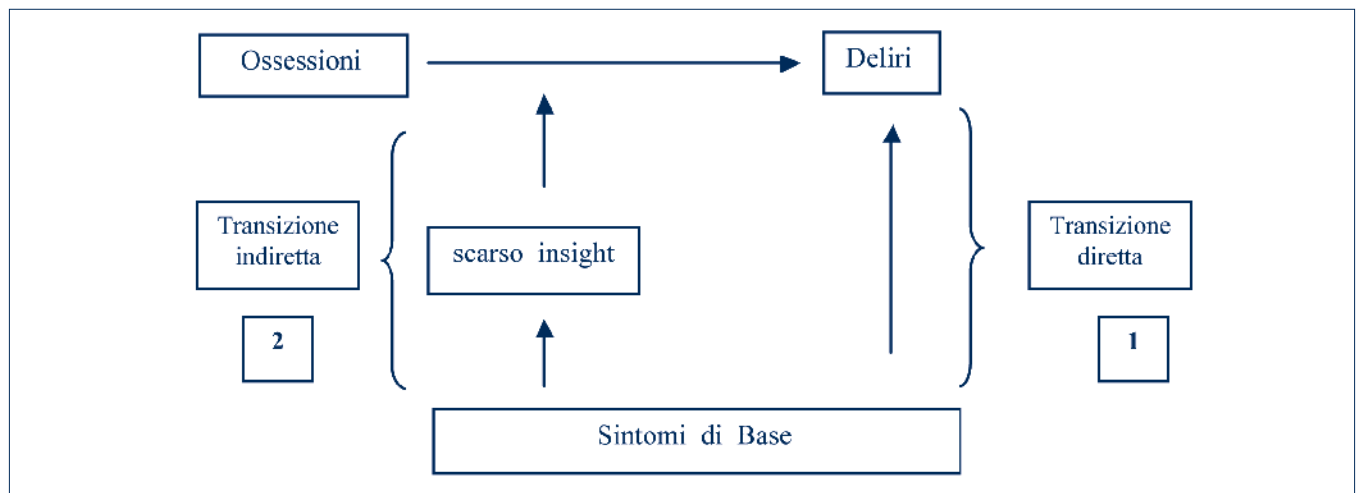 Ossessioni
Deliri
Transizione
indiretta
scarso insight
Transizione
diretta
2
1
Sintomi di Base